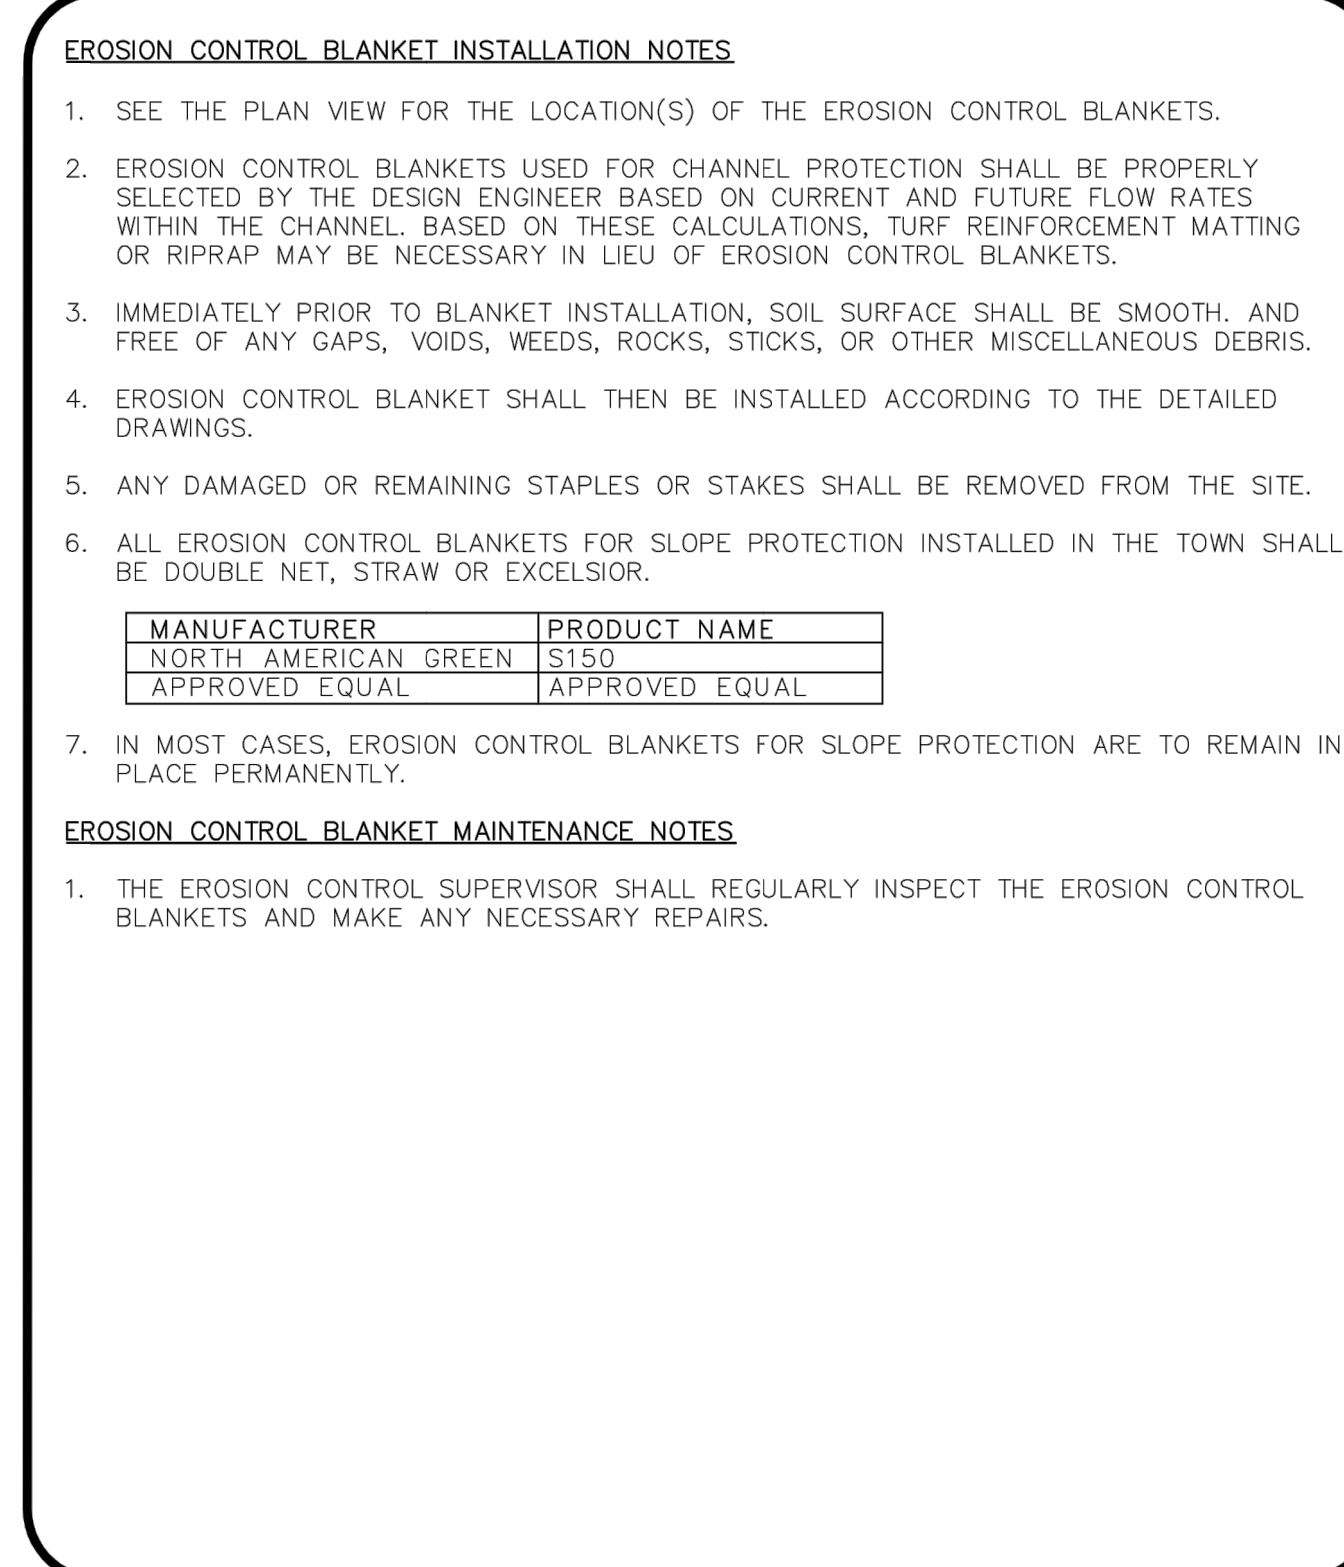 EROSION CONTROL BLANKET INSTALLATION NOTES
1. SEE THE PLAN VIEW FOR THE LOCATION(S) OF THE EROSION CONTROL BLANKETS.
2. EROSION CONTROL BLANKETS USED FOR CHANNEL PROTECTION SHALL BE PROPERLY
SELECTED BY THE DESIGN ENGINEER BASED ON CURRENT AND FUTURE FLOW RATES
WITHIN THE CHANNEL. BASED ON THESE CALCULATIONS, TURF REINFORCEMENT MATTING
OR RIPRAP MAY BE NECESSARY IN LIEU OF EROSION CONTROL BLANKETS.
3. IMMEDIATELY PRIOR TO BLANKET INSTALLATION, SOIL SURFACE SHALL BE SMOOTH. AND
FREE OF ANY GAPS, VOIDS, WEEDS, ROCKS, STICKS, OR OTHER MISCELLANEOUS DEBRIS.
4. EROSION CONTROL BLANKET SHALL THEN BE INSTALLED ACCORDING TO THE DETAILED
DRAWINGS.
5. ANY DAMAGED OR REMAINING STAPLES OR STAKES SHALL BE REMOVED FROM THE SITE.
6. ALL EROSION CONTROL BLANKETS FOR SLOPE PROTECTION INSTALLED IN THE TOWN SHALL
BE DOUBLE NET, STRAW OR EXCELSIOR.
MANUFACTURER PRODUCT NAME
NORTH AMERICAN GREEN S150
APPROVED EQUAL APPROVED EQUAL
7. IN MOST CASES, EROSION CONTROL BLANKETS FOR SLOPE PROTECTION ARE TO REMAIN IN
PLACE PERMANENTLY.
EROSION CONTROL BLANKET MAINTENANCE NOTES
1. THE EROSION CONTROL SUPERVISOR SHALL REGULARLY INSPECT THE EROSION CONTROL
BLANKETS AND MAKE ANY NECESSARY REPAIRS.